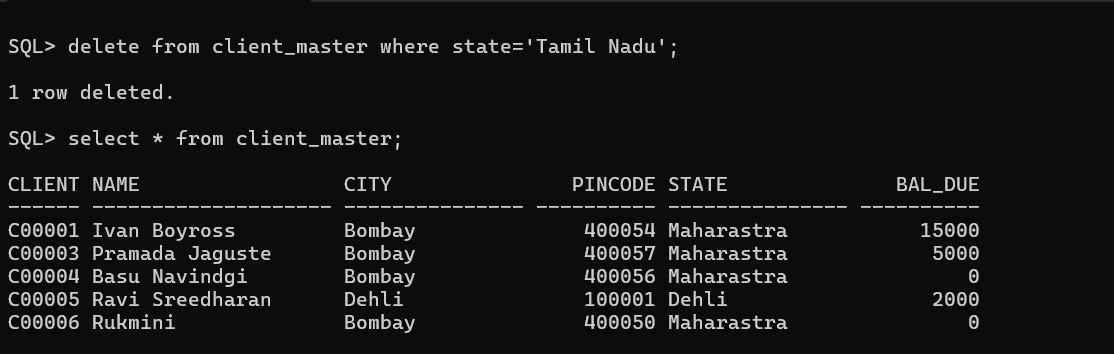 SQL> delete from client_master where state='Tamil Nadu';
1 row deleted.
SQL> select * from client_master;
CLIENT NAME                 CITY              PINCODE STATE              BAL_DUE
------ -------------------- --------------- ---------- --------------- ----------
C00001 Ivan Boyross         Bombay              400054 Maharastra           15000
C00003 Pramada Jaguste      Bombay              400057 Maharastra            5000
C00004 Basu Navindgi        Bombay              400056 Maharastra               0
C00005 Ravi Sreedharan      Dehli               100001 Dehli                 2000
C00006 Rukmini              Bombay              400050 Maharastra               0